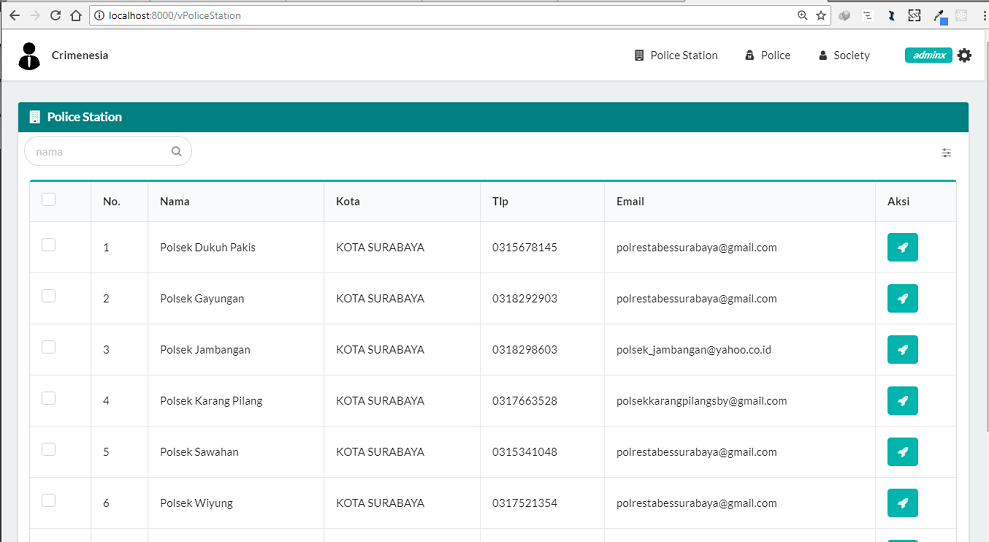 localhost:8000/vPoliceStation
Crimenesia Police Station Police Society adminx
Police Station
nama
No. Nama Kota Tlp Email Aksi
1 Polsek Dukuh Pakis KOTA SURABAYA 0315678145 polrestabessurabaya@gmail.com
2 Polsek Gayungan KOTA SURABAYA 0318292903 polrestabessurabaya@gmail.com
3 Polsek Jambangan KOTA SURABAYA 0318298603 polsek_jambangan@yahoo.co.id
4 Polsek Karang Pilang KOTA SURABAYA 0317663528 polsekkarangpilangsby@gmail.com
5 Polsek Sawahan KOTA SURABAYA 0315341048 polrestabessurabaya@gmail.com
6 Polsek Wiyung KOTA SURABAYA 0317521354 polrestabessurabaya@gmail.com